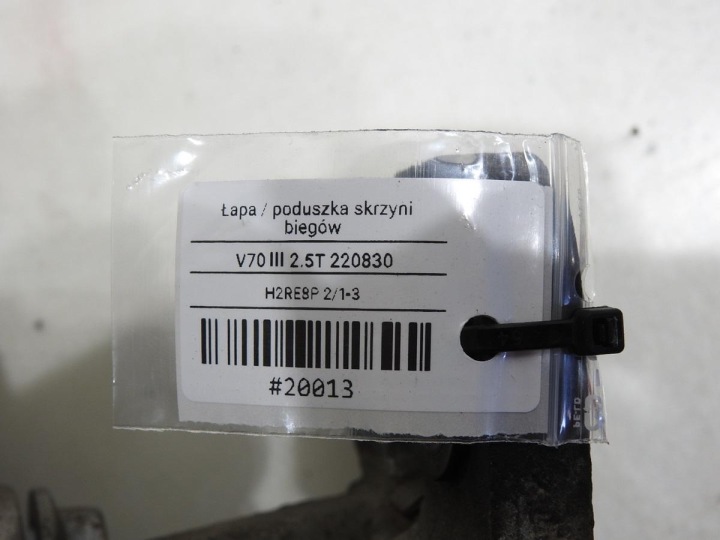 Łapa / poduszka skrzyni
biegów
V70 III 2.5T 220830
H2RE8P 2/1-3
#20013